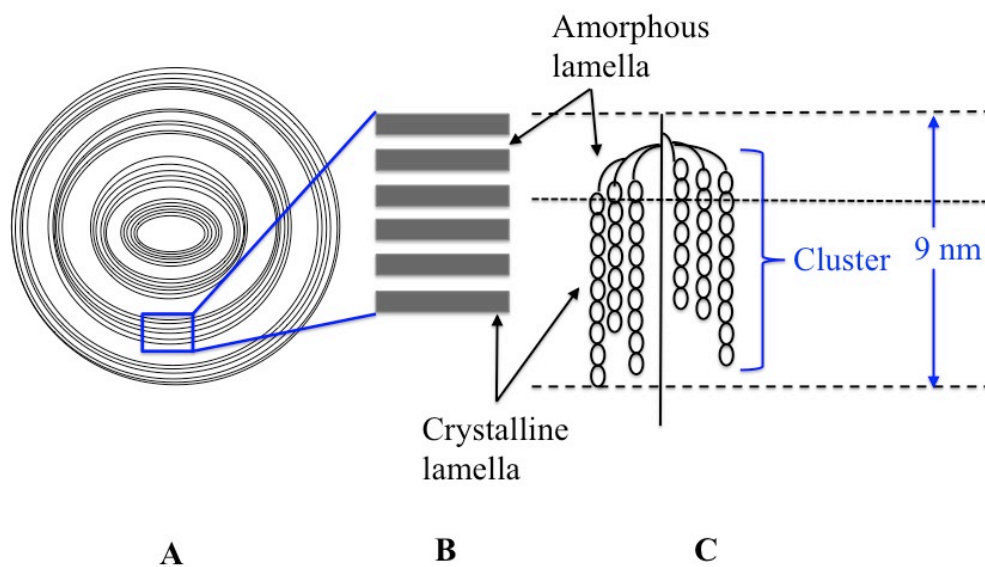 Amorphous
lamella
Cluster
9 nm
Crystalline
lamella
A
B
C